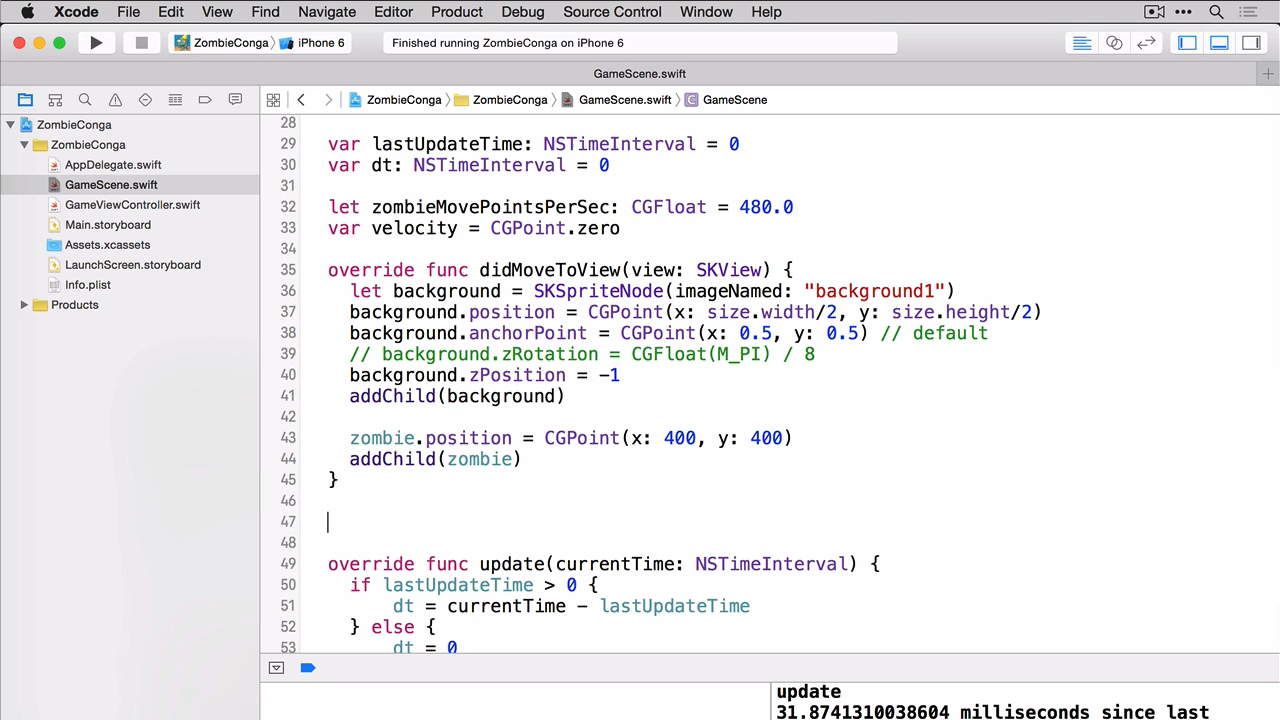 Xcode File Edit View Find Navigate Editor Product Debug Source Control Window Help
ZombieConga iPhone 6 Finished running ZombieConga on iPhone 6
GameScene.swift
ZombieConga ZombieConga GameScene.swift C GameScene
ZombieConga
ZombieConga
AppDelegate.swift
GameScene.swift
GameViewController.swift
Main.storyboard
Assets.xcassets
LaunchScreen.storyboard
Info.plist
Products
28
29 var lastUpdateTime: NSTimeInterval = 0
30 var dt: NSTimeInterval = 0
31
32 let zombieMovePointsPerSec: CGFloat = 480.0
33 var velocity = CGPoint.zero
34
35 override func didMoveToView(view: SKView) {
36 let background = SKSpriteNode(imageNamed: "background1")
37 background.position = CGPoint(x: size.width/2, y: size.height/2)
38 background.anchorPoint = CGPoint(x: 0.5, y: 0.5) // default
39 // background.zRotation = CGFloat(M_PI) / 8
40 background.zPosition = -1
41 addChild(background)
42
43 zombie.position = CGPoint(x: 400, y: 400)
44 addChild(zombie)
45 }
46
47
48
49 override func update(currentTime: NSTimeInterval) {
50 if lastUpdateTime > 0 {
51 dt = currentTime - lastUpdateTime
52 } else {
53 dt = 0
update
31.8741310038604 milliseconds since last